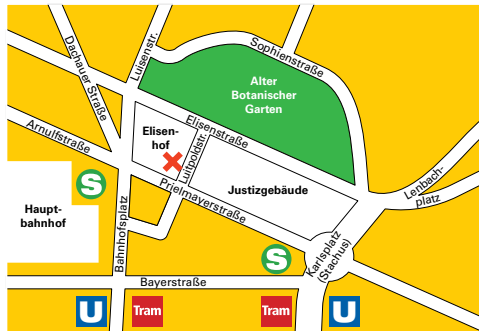 Dachauer Straße
Luisenstr.
Sophienstraße
Alter
Botanischer
Garten
Arnulfstraße
Elisen-
hof
Elisenstraße
Luitpoldstr.
Lenbach-
platz
S
Prielmayerstraße
Justizgebäude
Haupt-
bahnhof
Bahnhofsplatz
S
Karlsplatz
(Stachus)
Bayerstraße
U
Tram
Tram
U